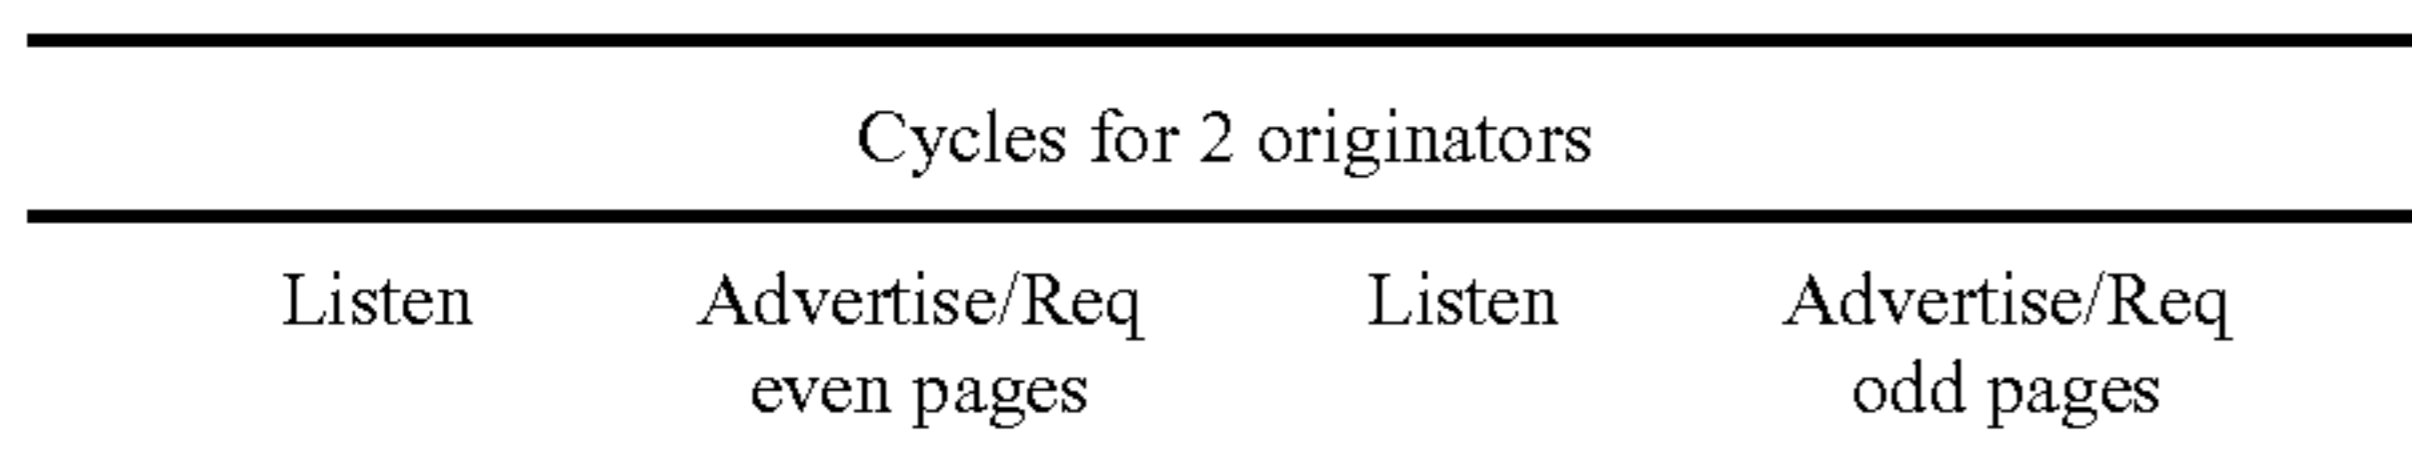 Cycles for 2 originators
Listen Advertise/Req Listen Advertise/Req
even pages odd pages